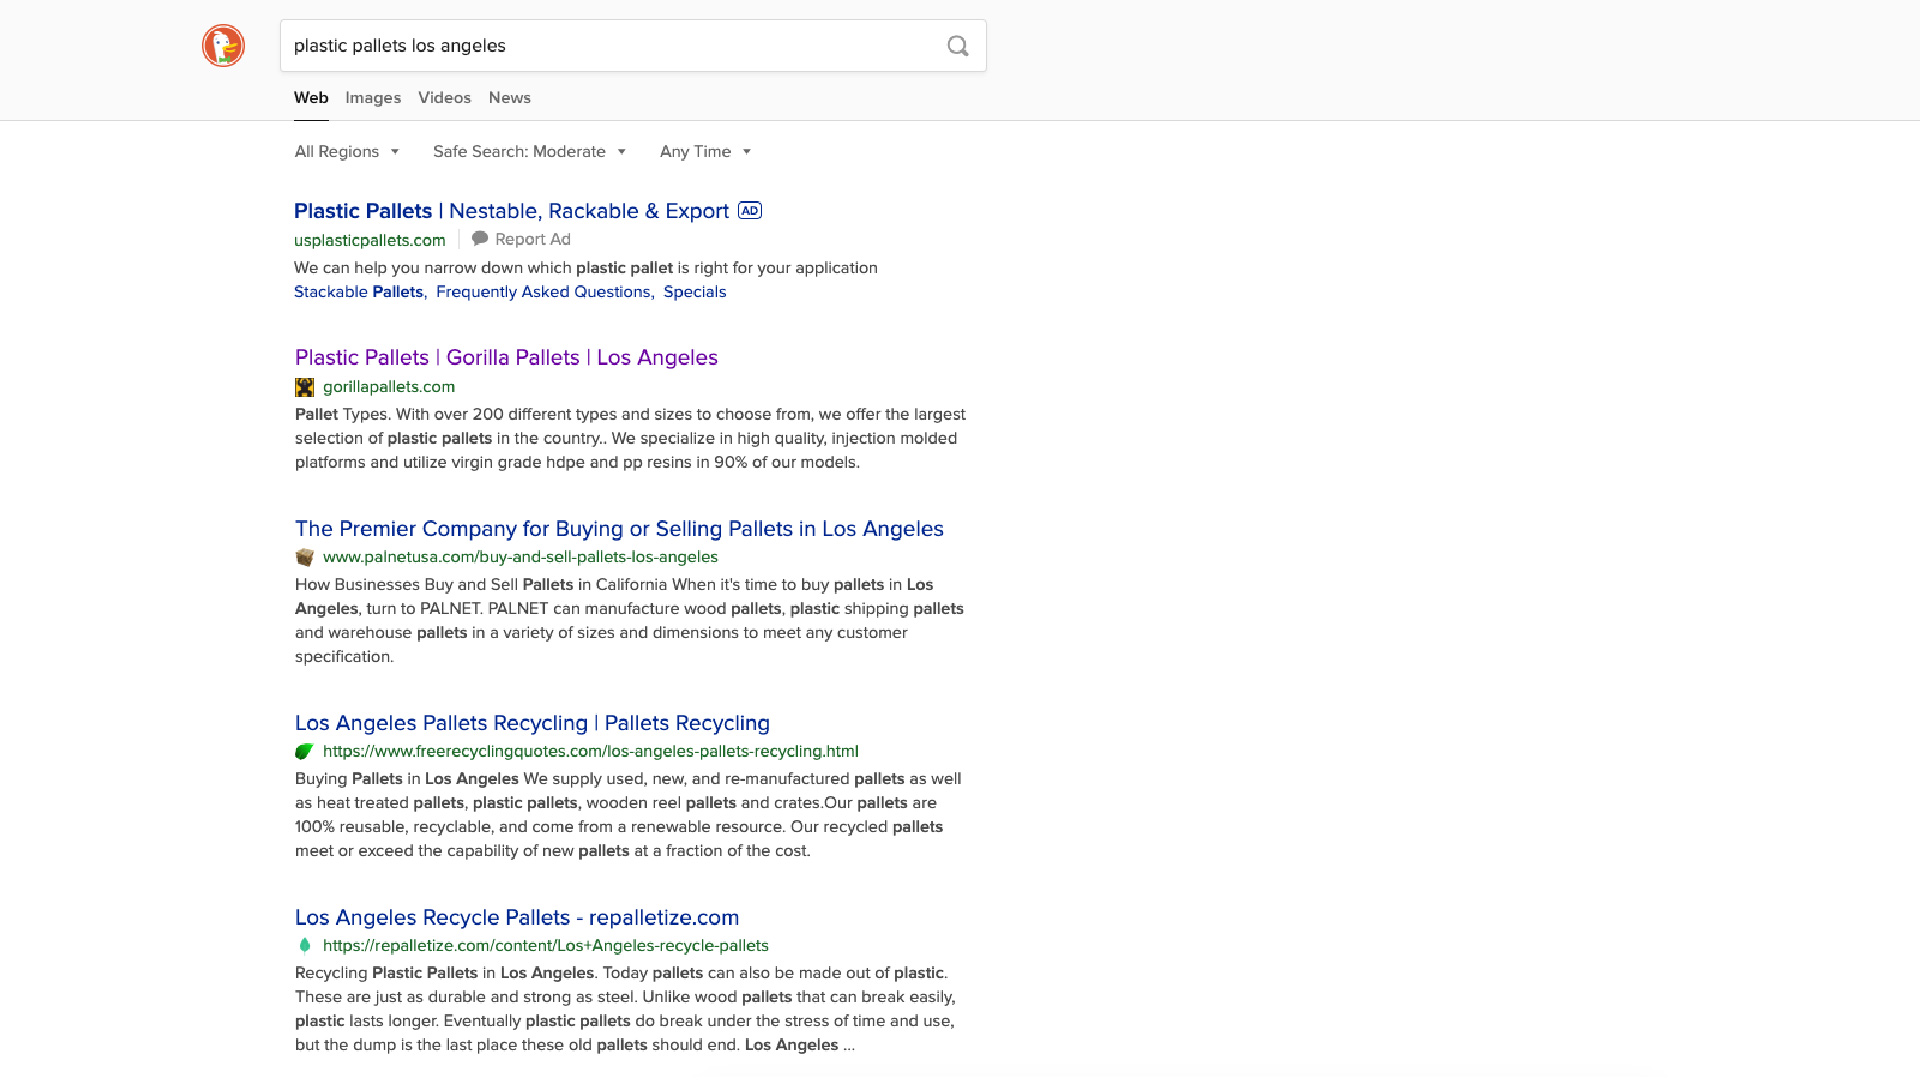 plastic pallets los angeles
Web Images Videos News
All Regions Safe Search: Moderate Any Time
Plastic Pallets | Nestable, Rackable & Export AD
usplasticpallets.com Report Ad
We can help you narrow down which plastic pallet is right for your application
Stackable Pallets, Frequently Asked Questions, Specials
Plastic Pallets | Gorilla Pallets | Los Angeles
gorillapallets.com
Pallet Types. With over 200 different types and sizes to choose from, we offer the largest
selection of plastic pallets in the country.. We specialize in high quality, injection molded
platforms and utilize virgin grade hdpe and pp resins in 90% of our models.
The Premier Company for Buying or Selling Pallets in Los Angeles
www.palnetusa.com/buy-and-sell-pallets-los-angeles
How Businesses Buy and Sell Pallets in California When it's time to buy pallets in Los
Angeles, turn to PALNET. PALNET can manufacture wood pallets, plastic shipping pallets
and warehouse pallets in a variety of sizes and dimensions to meet any customer
specification.
Los Angeles Pallets Recycling | Pallets Recycling
https://www.freerecyclingquotes.com/los-angeles-pallets-recycling.html
Buying Pallets in Los Angeles We supply used, new, and re-manufactured pallets as well
as heat treated pallets, plastic pallets, wooden reel pallets and crates.Our pallets are
100% reusable, recyclable, and come from a renewable resource. Our recycled pallets
meet or exceed the capability of new pallets at a fraction of the cost.
Los Angeles Recycle Pallets - repalletize.com
https://repalletize.com/content/Los+Angeles-recycle-pallets
Recycling Plastic Pallets in Los Angeles. Today pallets can also be made out of plastic.
These are just as durable and strong as steel. Unlike wood pallets that can break easily,
plastic lasts longer. Eventually plastic pallets do break under the stress of time and use,
but the dump is the last place these old pallets should end. Los Angeles ...